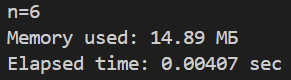 n=6
Memory used: 14.89 МБ
Elapsed time: 0.00407 sec